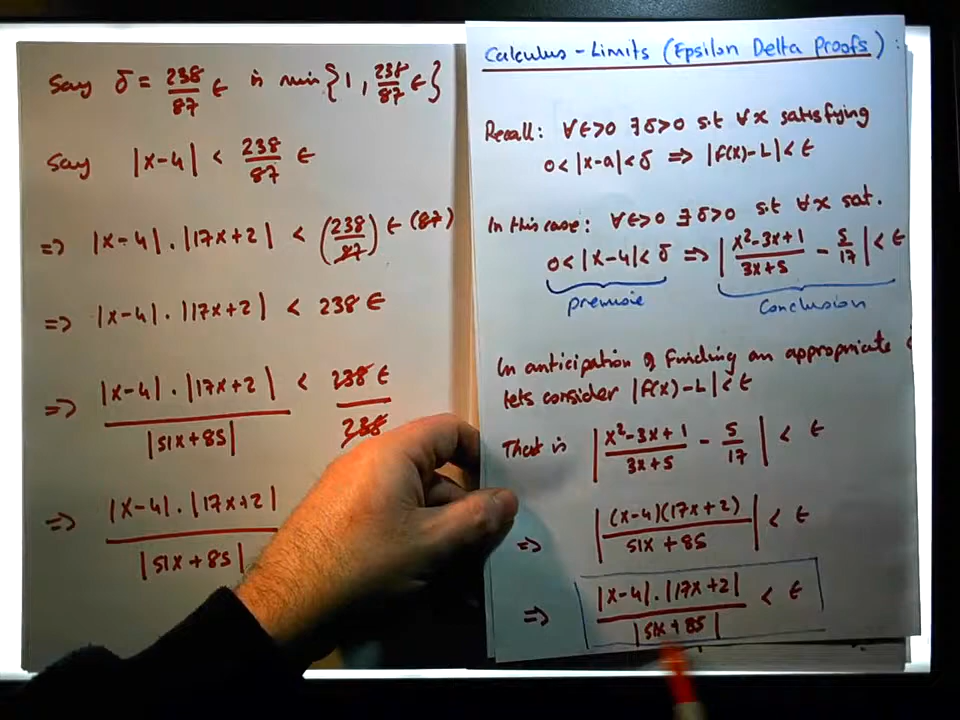 Say δ = 238/87 ε is min{1, 238/87 ε}
Say |x-4| < 238/87 ε
=> |x-4|.|17x+2| < (238/87) ε (87)
=> |x-4|.|17x+2| < 238 ε
=> |x-4|.|17x+2| / |51x+85| < 238 ε / 238
=> |x-4|.|17x+2| / |51x+85|
Calculus - Limits (Epsilon Delta Proofs):
Recall: ∀ε>0 ∃δ>0 s.t ∀x satisfying
0<|x-a|<δ => |f(x)-L|<ε
In this case: ∀ε>0 ∃δ>0 s.t ∀x sat.
0<|x-4|<δ => |x²-3x+1 / 3x+5 - 5/17| < ε
premisie conclusion
In anticipation of finding an appropriate
lets consider |f(x)-L|<ε
That is |x²-3x+1 / 3x+5 - 5/17| < ε
=> |(x-4)(17x+2) / 51x+85| < ε
=> |x-4|.|17x+2| / |51x+85| < ε